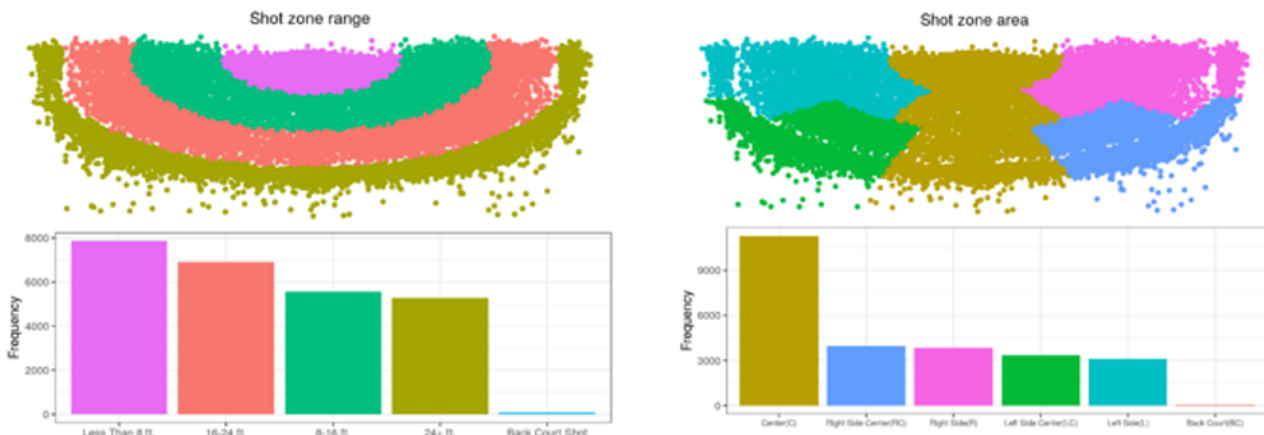 Shot zone range
Shot zone area
8000
6000
4000
2000
0
Frequency
Less Than 8 ft.
16-24 ft.
8-16 ft.
24+ ft.
Back Court Shot
9000
6000
3000
0
Frequency
Center(C)
Right Side Center(RC)
Right Side(R)
Left Side Center(LC)
Left Side(L)
Back Court(BC)